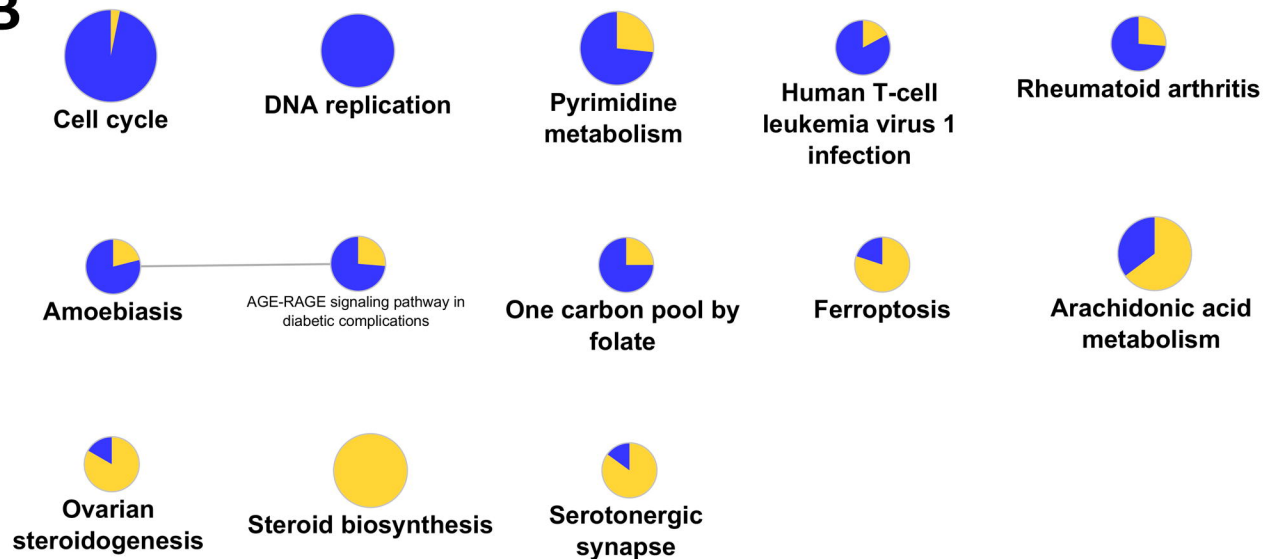 B
Cell cycle
DNA replication
Pyrimidine
metabolism
Human T-cell
leukemia virus 1
infection
Rheumatoid arthritis
Amoebiasis
AGE-RAGE signaling pathway in
diabetic complications
One carbon pool by
folate
Ferroptosis
Arachidonic acid
metabolism
Ovarian
steroidogenesis
Steroid biosynthesis
Serotonergic
synapse